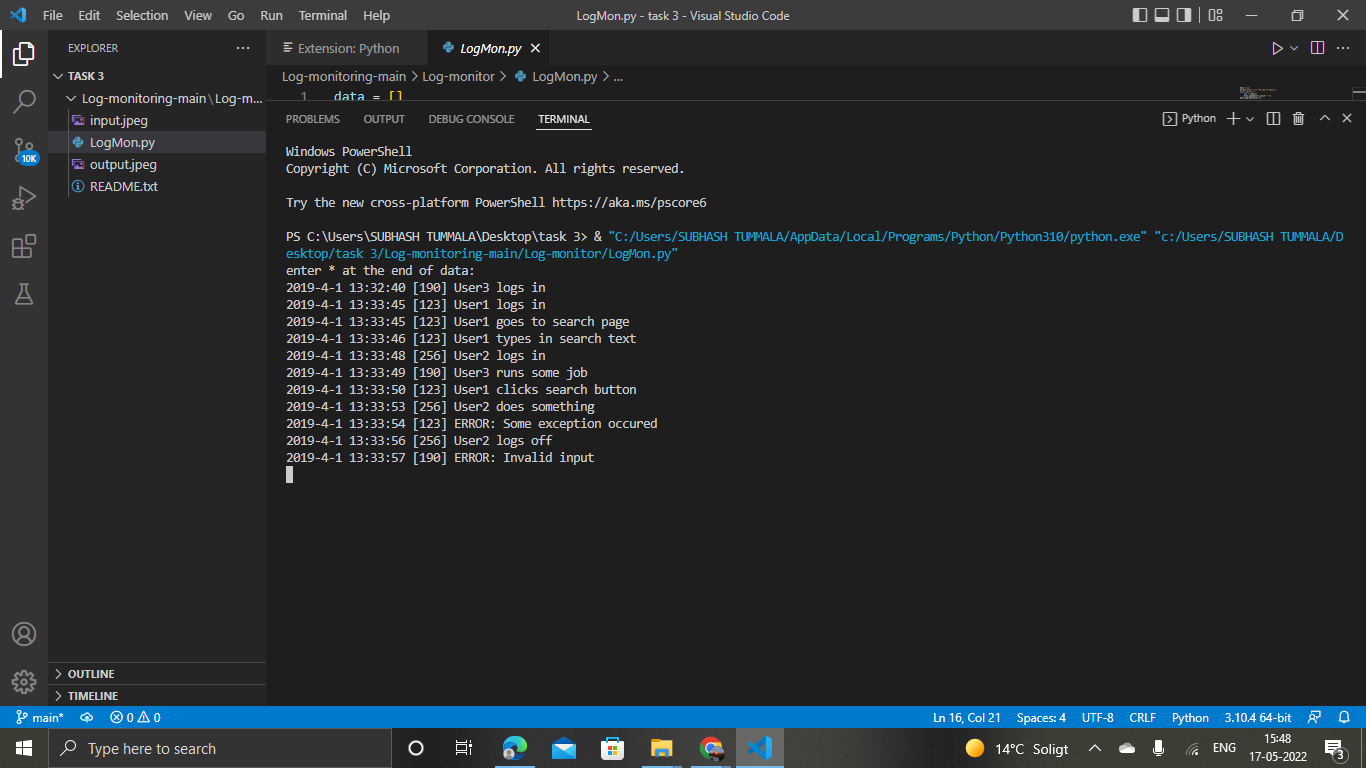 File Edit Selection View Go Run Terminal Help LogMon.py - task 3 - Visual Studio Code
EXPLORER
TASK 3
Log-monitoring-main \ Log-m...
input.jpeg
LogMon.py
output.jpeg
README.txt
OUTLINE
TIMELINE
10K
Extension: Python LogMon.py
Log-monitoring-main > Log-monitor > LogMon.py > ...
1 data = []
PROBLEMS OUTPUT DEBUG CONSOLE TERMINAL Python
Windows PowerShell
Copyright (C) Microsoft Corporation. All rights reserved.
Try the new cross-platform PowerShell https://aka.ms/pscore6
PS C:\Users\SUBHASH TUMMALA\Desktop\task 3> & "C:/Users/SUBHASH TUMMALA/AppData/Local/Programs/Python/Python310/python.exe" "c:/Users/SUBHASH TUMMALA/D
esktop/task 3/Log-monitoring-main/Log-monitor/LogMon.py"
enter * at the end of data:
2019-4-1 13:32:40 [190] User3 logs in
2019-4-1 13:33:45 [123] User1 logs in
2019-4-1 13:33:45 [123] User1 goes to search page
2019-4-1 13:33:46 [123] User1 types in search text
2019-4-1 13:33:48 [256] User2 logs in
2019-4-1 13:33:49 [190] User3 runs some job
2019-4-1 13:33:50 [123] User1 clicks search button
2019-4-1 13:33:53 [256] User2 does something
2019-4-1 13:33:54 [123] ERROR: Some exception occured
2019-4-1 13:33:56 [256] User2 logs off
2019-4-1 13:33:57 [190] ERROR: Invalid input
main* 0 0 Ln 16, Col 21 Spaces: 4 UTF-8 CRLF Python 3.10.4 64-bit
Type here to search 14°C Soligt ENG 15:48
17-05-2022 3